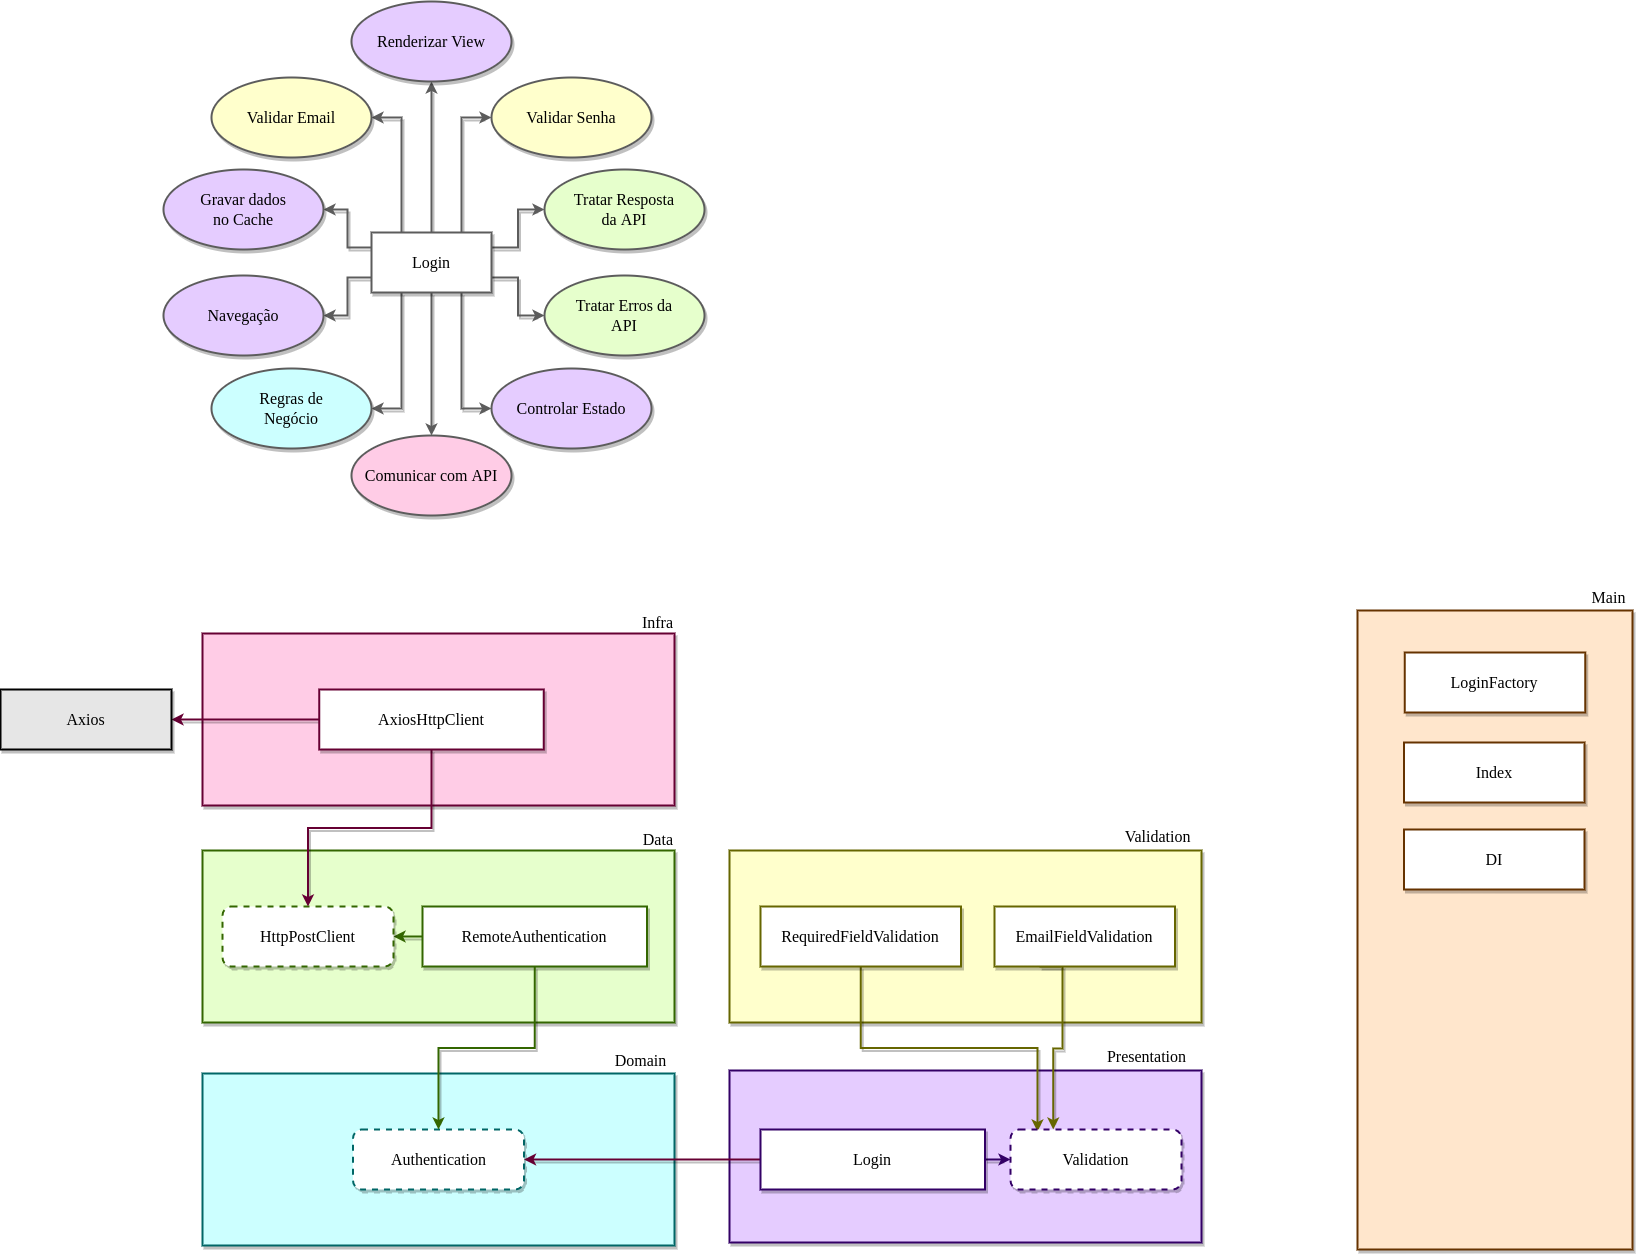 Renderizar View
Validar Email
Validar Senha
Gravar dados
no Cache
Tratar Resposta
da API
Login
Navegação
Tratar Erros da
API
Regras de
Negócio
Controlar Estado
Comunicar com API
Main
Infra
LoginFactory
Axios
AxiosHttpClient
Index
Data
Validation
DI
HttpPostClient
RemoteAuthentication
RequiredFieldValidation
EmailFieldValidation
Domain
Presentation
Authentication
Login
Validation